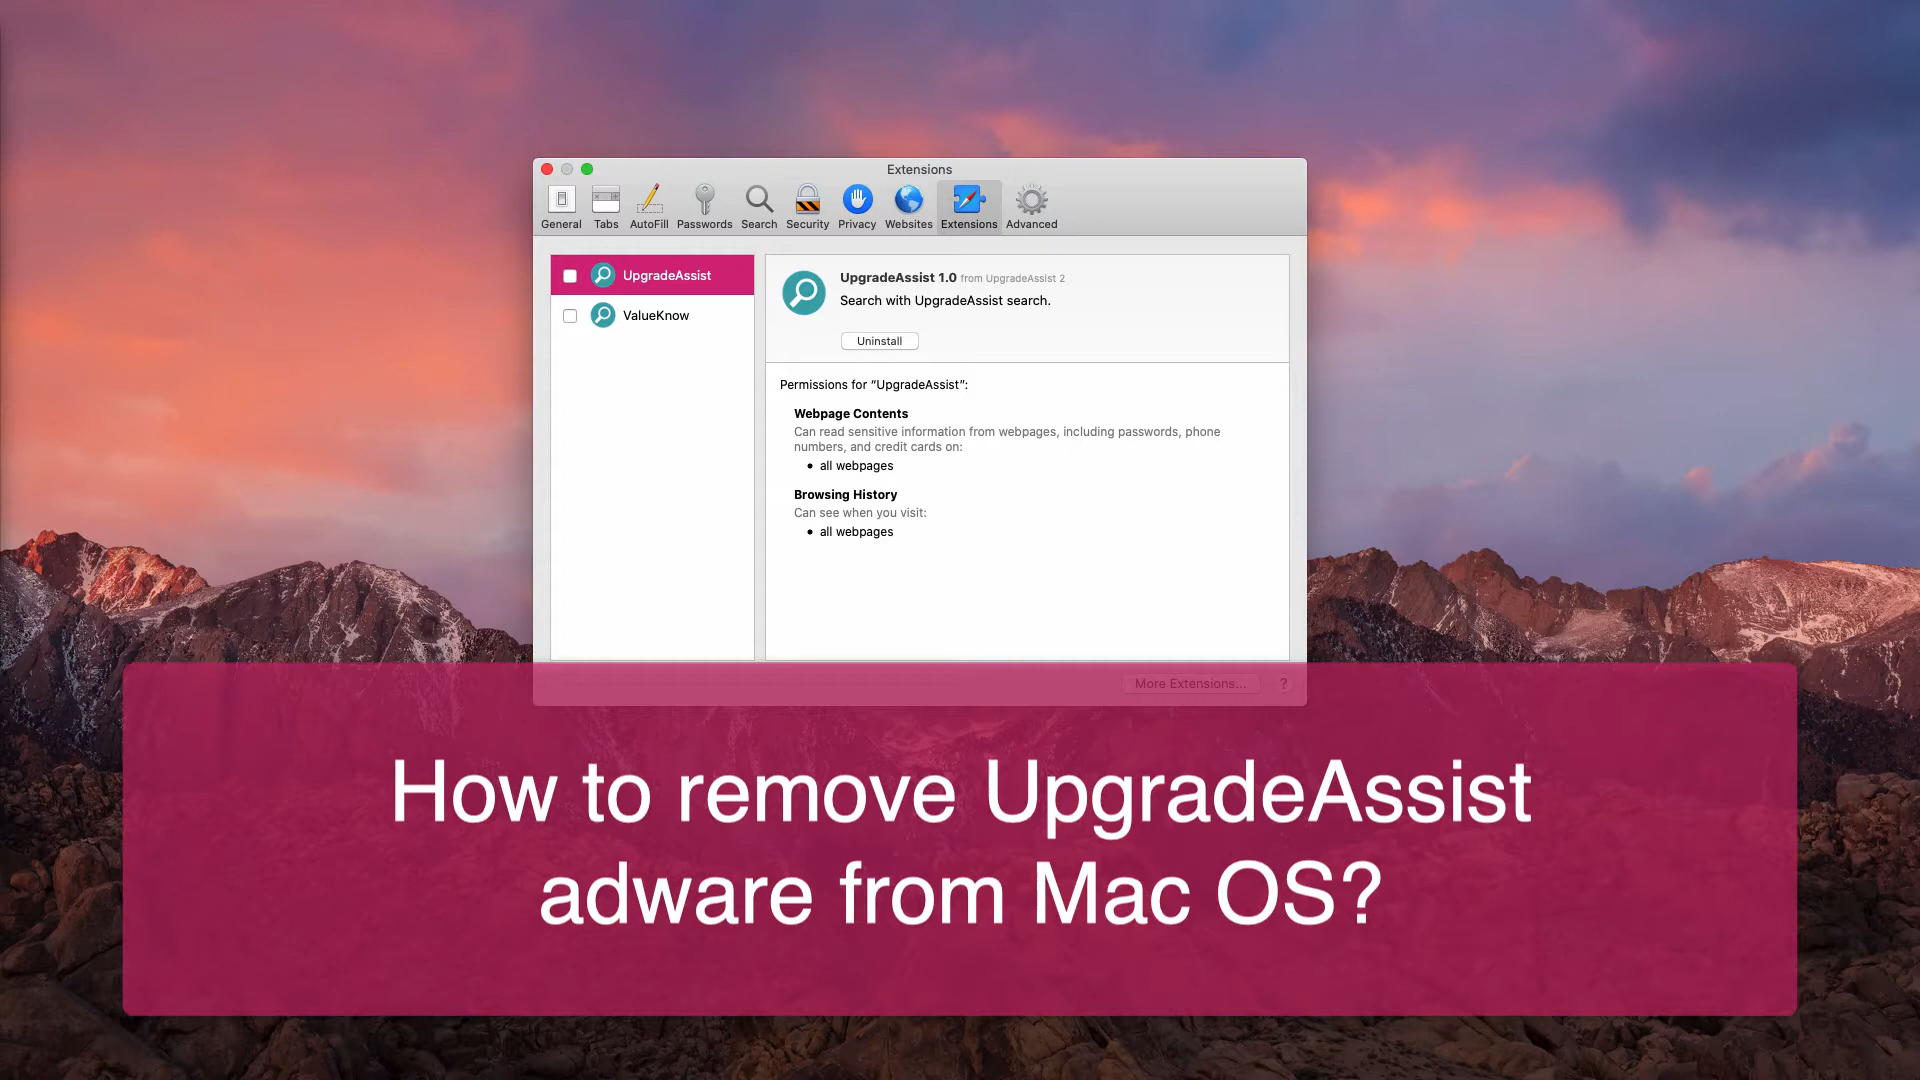 Extensions
General Tabs AutoFill Passwords Search Security Privacy Websites Extensions Advanced
UpgradeAssist
ValueKnow
UpgradeAssist 1.0 from UpgradeAssist 2
Search with UpgradeAssist search.
Uninstall
Permissions for “UpgradeAssist”:
Webpage Contents
Can read sensitive information from webpages, including passwords, phone
numbers, and credit cards on:
• all webpages
Browsing History
Can see when you visit:
• all webpages
More Extensions... ?
How to remove UpgradeAssist
adware from Mac OS?